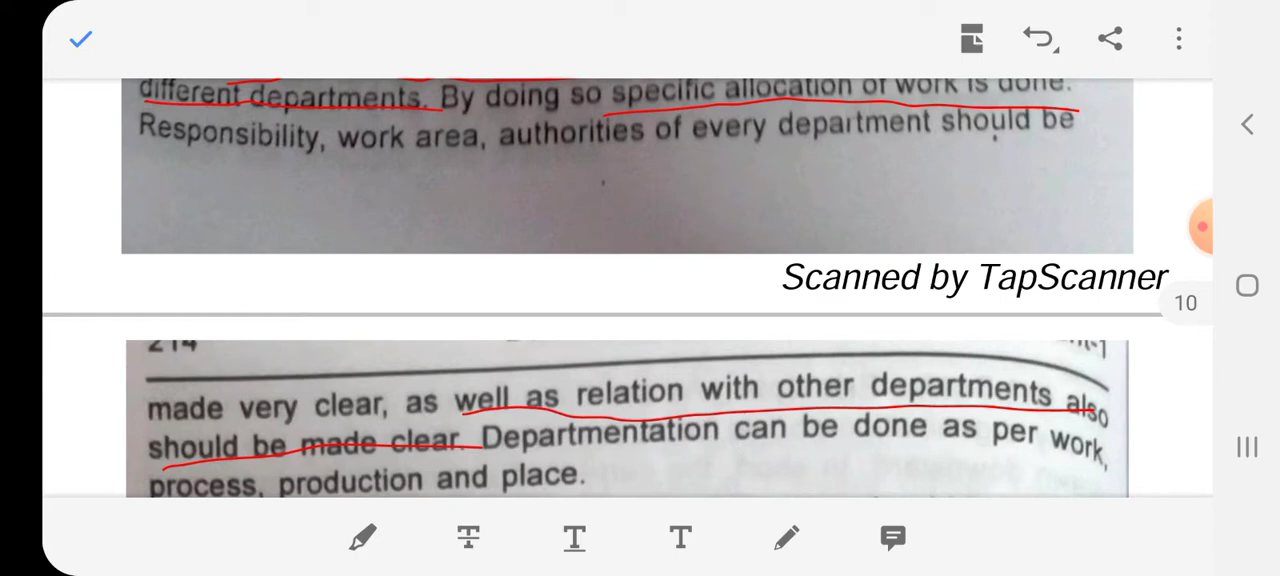 different departments. By doing so specific allocation of work is done.
Responsibility, work area, authorities of every department should be
Scanned by TapScanner
10
214
made very clear, as well as relation with other departments also
should be made clear. Departmentation can be done as per work,
process, production and place.
T
T
T